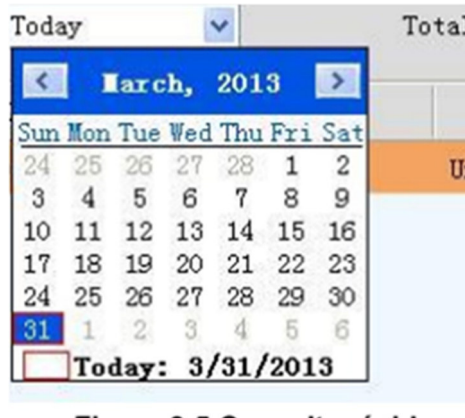 Today Total
March, 2013
Sun Mon Tue Wed Thu Fri Sat
24 25 26 27 28 1 2
3 4 5 6 7 8 9
10 11 12 13 14 15 16
17 18 19 20 21 22 23
24 25 26 27 28 29 30
31 1 2 3 4 5 6
Today: 3/31/2013